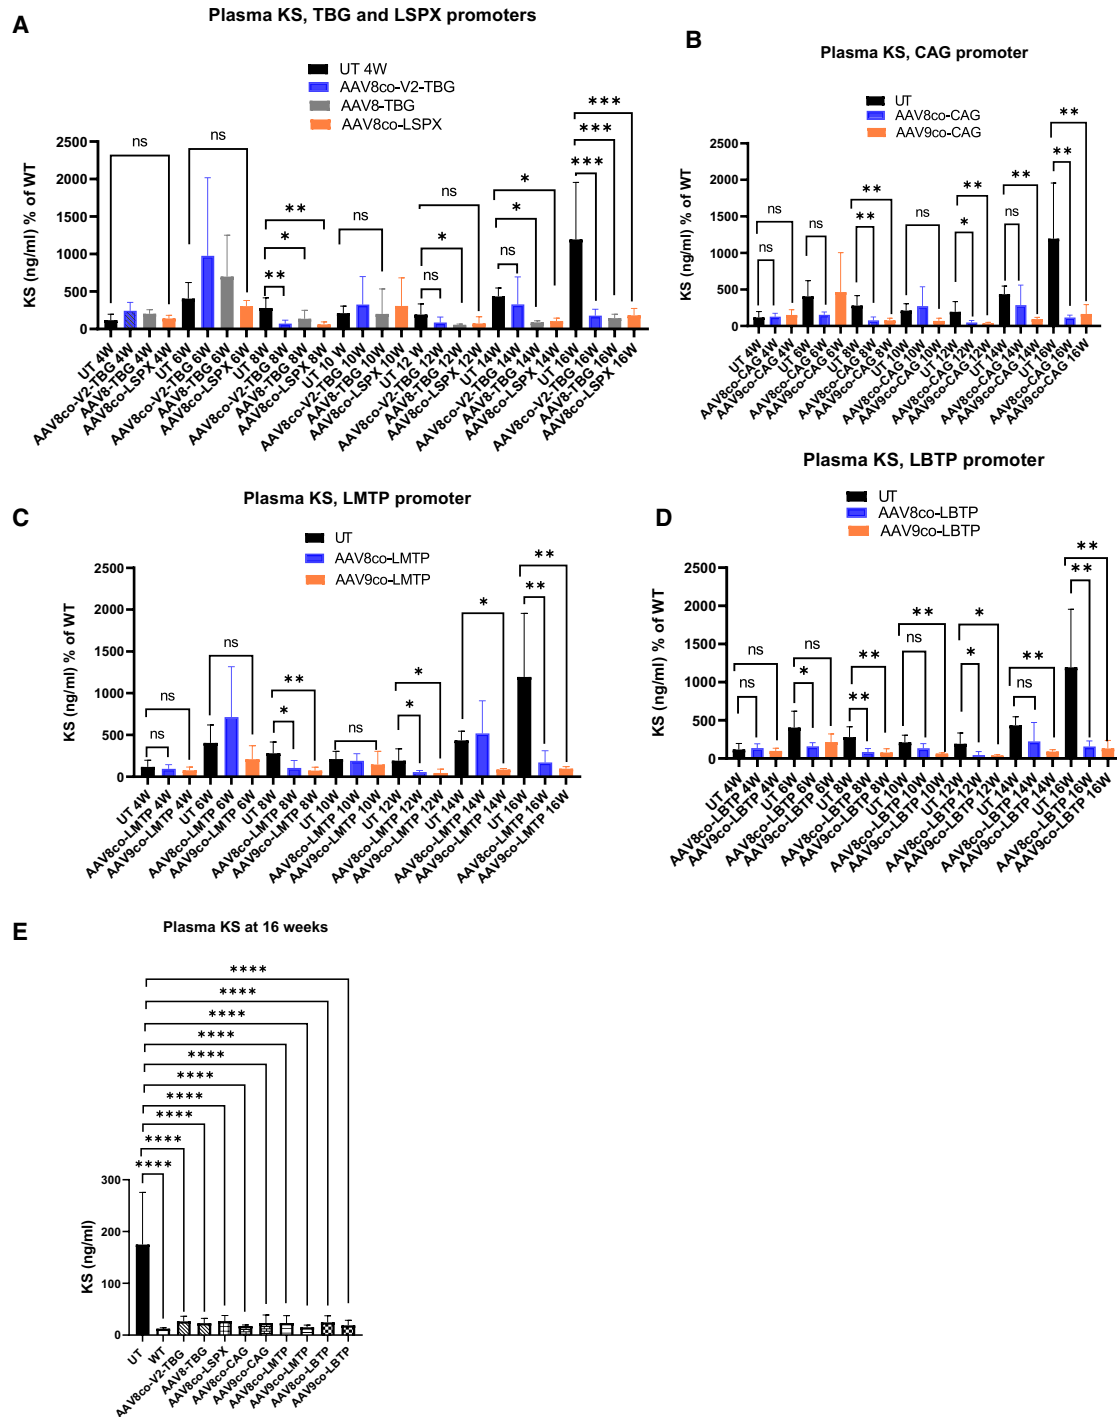 A
Plasma KS, TBG and LSPX promoters
UT 4W
AAV8co-V2-TBG
AAV8-TBG
AAV8co-LSPX
KS (ng/ml) % of WT
2500
2000
1500
1000
500
0
ns
ns
**
*
**
ns
ns
*
ns
*
*
ns
***
***
***
UT 4W
AAV8co-V2-TBG 4W
AAV8-TBG 4W
AAV8co-LSPX 4W
UT 6W
AAV8co-V2-TBG 6W
AAV8-TBG 6W
AAV8co-LSPX 6W
UT 8W
AAV8co-V2-TBG 8W
AAV8-TBG 8W
AAV8co-LSPX 8W
UT 10 W
AAV8co-V2-TBG 10W
AAV8-TBG 10W
AAV8co-LSPX 10W
UT 12 W
AAV8co-V2-TBG 12W
AAV8-TBG 12W
AAV8co-LSPX 12W
UT 14W
AAV8co-V2-TBG 14W
AAV8-TBG 14W
AAV8co-LSPX 14W
UT 16W
AAV8co-V2-TBG 16W
AAV8-TBG 16W
AAV8co-LSPX 16W
B
Plasma KS, CAG promoter
UT
AAV8co-CAG
AAV9co-CAG
KS (ng/ml) % of WT
2500
2000
1500
1000
500
0
ns
ns
ns
**
**
ns
**
*
**
ns
**
**
UT 4W
AAV8co-CAG 4W
AAV9co-CAG 4W
UT 6W
AAV8co-CAG 6W
AAV9co-CAG 6W
UT 8W
AAV8co-CAG 8W
AAV9co-CAG 8W
UT 10W
AAV8co-CAG 10W
AAV9co-CAG 10W
UT 12W
AAV8co-CAG 12W
AAV9co-CAG 12W
UT 14W
AAV8co-CAG 14W
AAV9co-CAG 14W
UT 16W
AAV8co-CAG 16W
AAV9co-CAG 16W
C
Plasma KS, LMTP promoter
UT
AAV8co-LMTP
AAV9co-LMTP
KS (ng/ml) % of WT
2500
2000
1500
1000
500
0
ns
ns
ns
**
*
ns
*
*
*
**
**
UT 4W
AAV8co-LMTP 4W
AAV9co-LMTP 4W
UT 6W
AAV8co-LMTP 6W
AAV9co-LMTP 6W
UT 8W
AAV8co-LMTP 8W
AAV9co-LMTP 8W
UT 10W
AAV8co-LMTP 10W
AAV9co-LMTP 10W
UT 12W
AAV8co-LMTP 12W
AAV9co-LMTP 12W
UT 14W
AAV8co-LMTP 14W
AAV9co-LMTP 14W
UT 16W
AAV8co-LMTP 16W
AAV9co-LMTP 16W
D
Plasma KS, LBTP promoter
UT
AAV8co-LBTP
AAV9co-LBTP
KS (ng/ml) % of WT
2500
2000
1500
1000
500
0
ns
ns
ns
*
**
**
**
ns
*
*
**
ns
**
**
UT 4W
AAV8co-LBTP 4W
AAV9co-LBTP 4W
UT 6W
AAV8co-LBTP 6W
AAV9co-LBTP 6W
UT 8W
AAV8co-LBTP 8W
AAV9co-LBTP 8W
UT 10W
AAV8co-LBTP 10W
AAV9co-LBTP 10W
UT 12W
AAV8co-LBTP 12W
AAV9co-LBTP 12W
UT 14W
AAV8co-LBTP 14W
AAV9co-LBTP 14W
UT 16W
AAV8co-LBTP 16W
AAV9co-LBTP 16W
E
Plasma KS at 16 weeks
****
****
****
****
****
****
****
****
****
****
KS (ng/ml)
300
200
100
0
UT
WT
AAV8co-V2-TBG
AAV8-TBG
AAV8co-LSPX
AAV8co-CAG
AAV9co-CAG
AAV8co-LMTP
AAV9co-LMTP
AAV8co-LBTP
AAV9co-LBTP